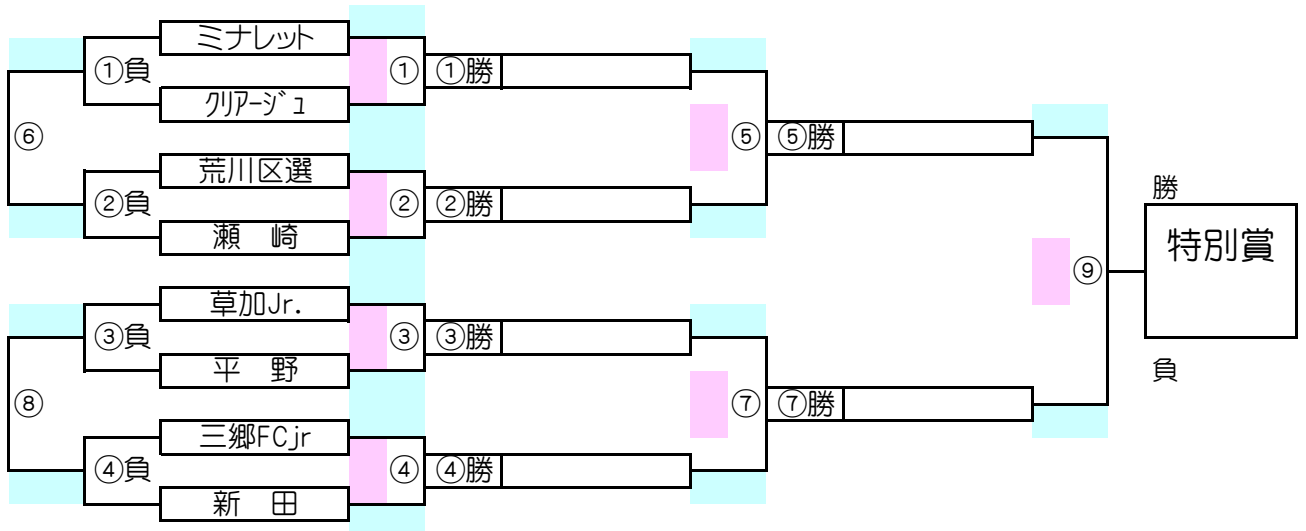 ミナレット
①負 ① ①勝
クリアージュ
⑥ ⑤ ⑤勝
荒川区選
②負 ② ②勝
瀬　崎
勝
特別賞
⑨
草加Jr.
③負 ③ ③勝
平　野
負
⑧ ⑦ ⑦勝
三郷FCjr
④負 ④ ④勝
新　田